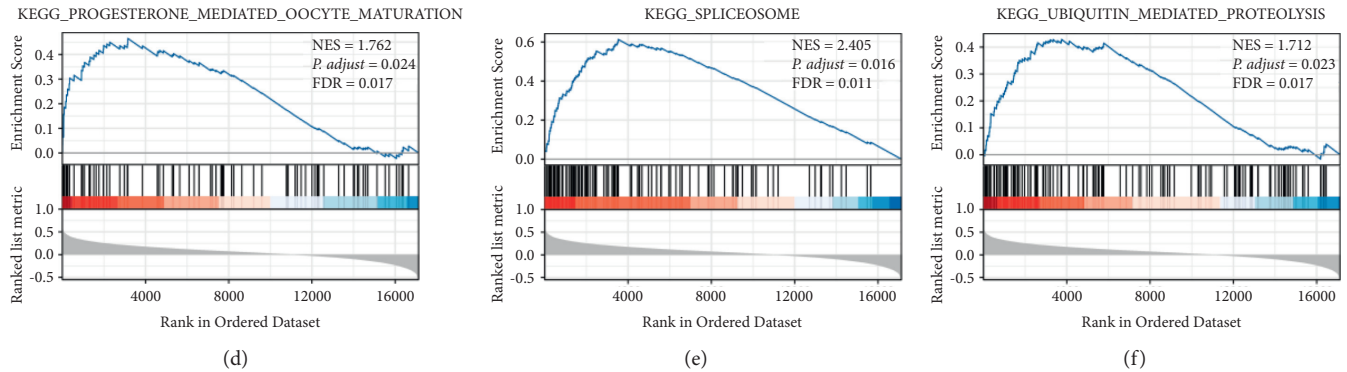 KEGG_PROGESTERONE_MEDIATED_OOCYTE_MATURATION
NES = 1.762
P. adjust = 0.024
FDR = 0.017
Enrichment Score
0.4
0.3
0.2
0.1
0.0
Ranked list metric
1.0
0.5
0.0
-0.5
4000 8000 12000 16000
Rank in Ordered Dataset
(d)
KEGG_SPLICEOSOME
NES = 2.405
P. adjust = 0.016
FDR = 0.011
Enrichment Score
0.6
0.4
0.2
0.0
Ranked list metric
1.0
0.5
0.0
-0.5
4000 8000 12000 16000
Rank in Ordered Dataset
(e)
KEGG_UBIQUITIN_MEDIATED_PROTEOLYSIS
NES = 1.712
P. adjust = 0.023
FDR = 0.017
Enrichment Score
0.4
0.3
0.2
0.1
0.0
Ranked list metric
1.0
0.5
0.0
-0.5
4000 8000 12000 16000
Rank in Ordered Dataset
(f)